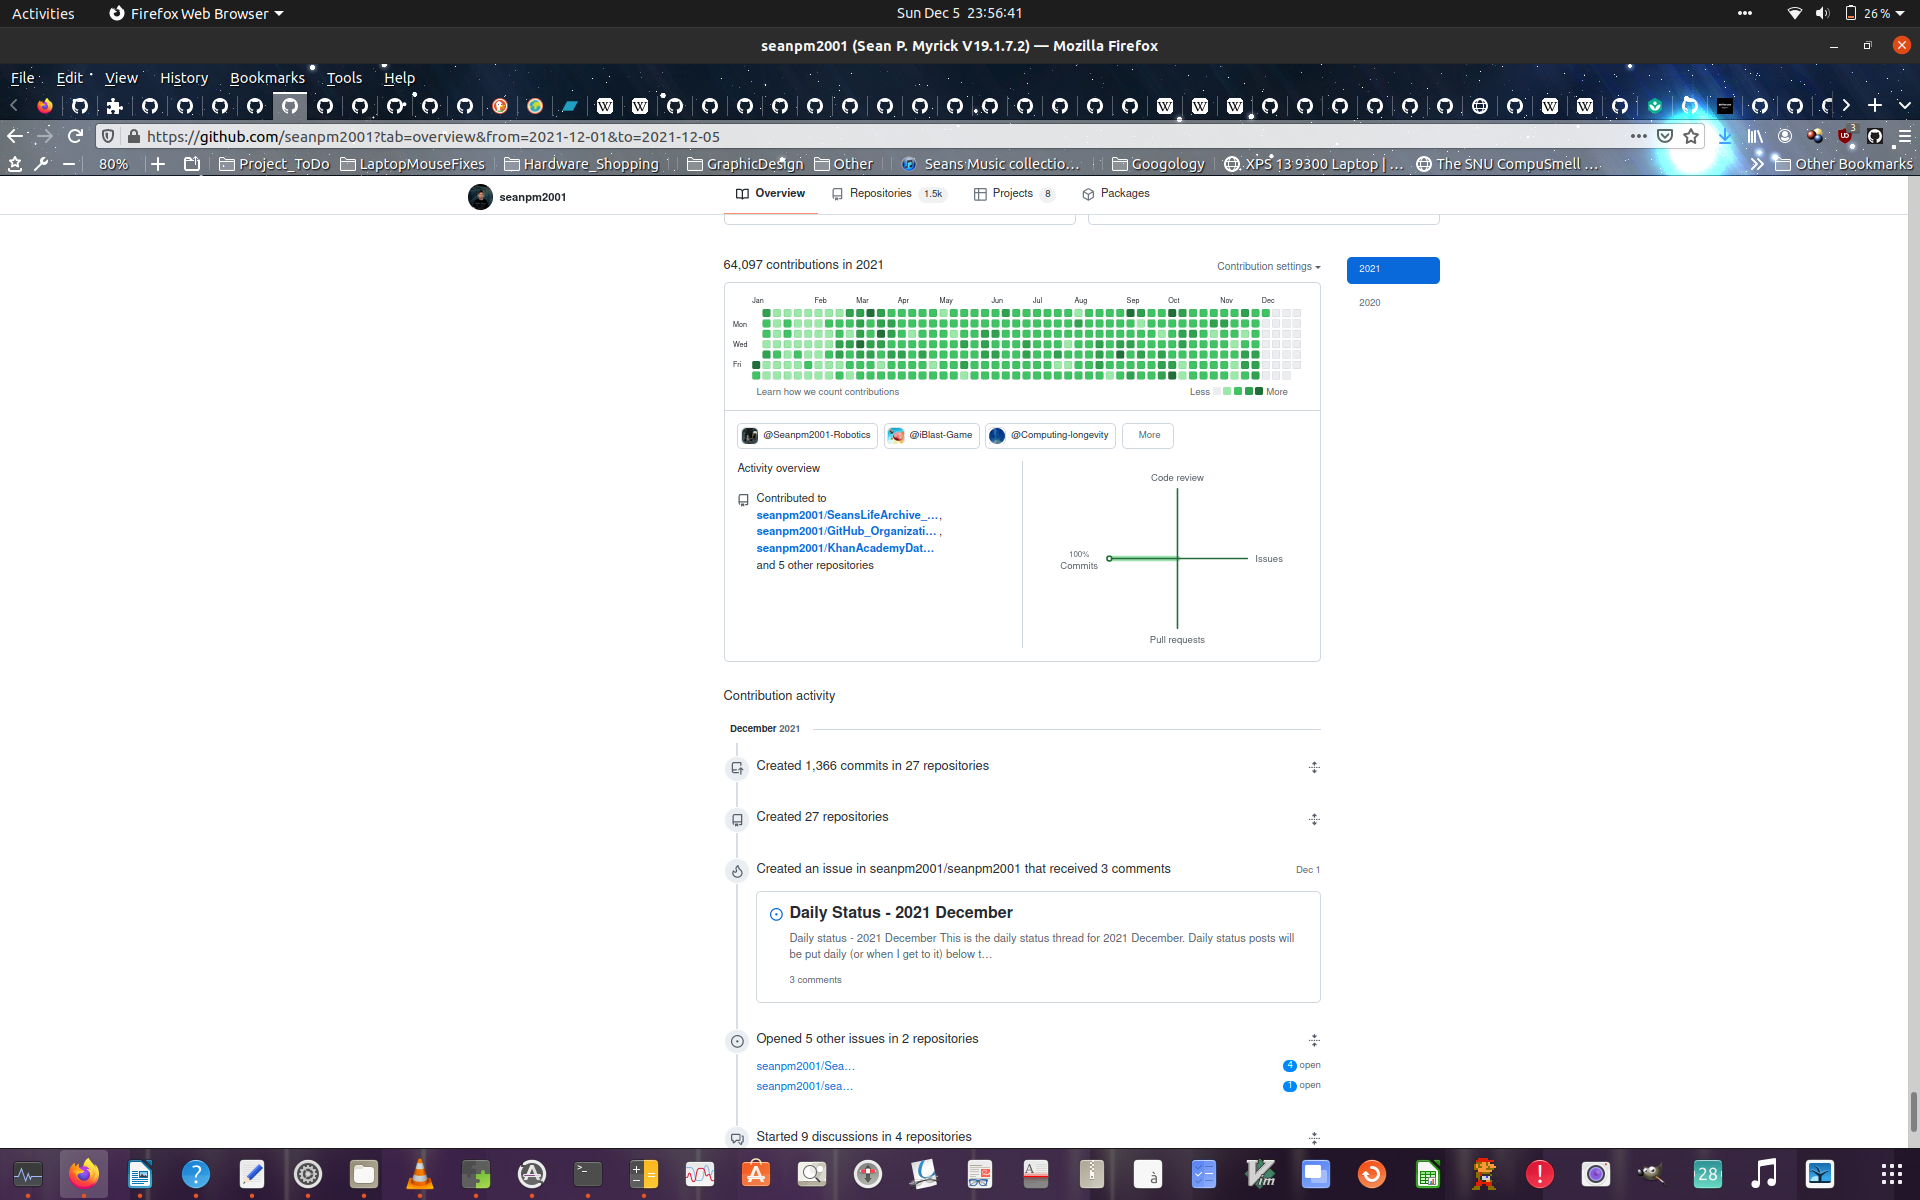 Activities
Firefox Web Browser
Sun Dec 5 23:56:41
26 %
seanpm2001 (Sean P. Myrick V19.1.7.2) — Mozilla Firefox
File Edit View History Bookmarks Tools Help
https://github.com/seanpm2001?tab=overview&from=2021-12-01&to=2021-12-05
3
80%
Project_ToDo
LaptopMouseFixes
Hardware_Shopping
GraphicDesign
Other
Seans Music collectio…
Googology
XPS 13 9300 Laptop | …
The SNU CompuSmell …
Other Bookmarks
seanpm2001
Overview
Repositories 1.5k
Projects 8
Packages
64,097 contributions in 2021
Contribution settings
2021
2020
Jan Feb Mar Apr May Jun Jul Aug Sep Oct Nov Dec
Mon
Wed
Fri
Learn how we count contributions
Less More
@Seanpm2001-Robotics
@iBlast-Game
@Computing-longevity
More
Activity overview
Contributed to
seanpm2001/SeansLifeArchive_…,
seanpm2001/GitHub_Organizati…,
seanpm2001/KhanAcademyDat…
and 5 other repositories
Code review
100%
Commits
Issues
Pull requests
Contribution activity
December 2021
Created 1,366 commits in 27 repositories
Created 27 repositories
Created an issue in seanpm2001/seanpm2001 that received 3 comments
Dec 1
Daily Status - 2021 December
Daily status - 2021 December This is the daily status thread for 2021 December. Daily status posts will
be put daily (or when I get to it) below t…
3 comments
Opened 5 other issues in 2 repositories
seanpm2001/Sea…
4 open
seanpm2001/sea…
1 open
Started 9 discussions in 4 repositories
28